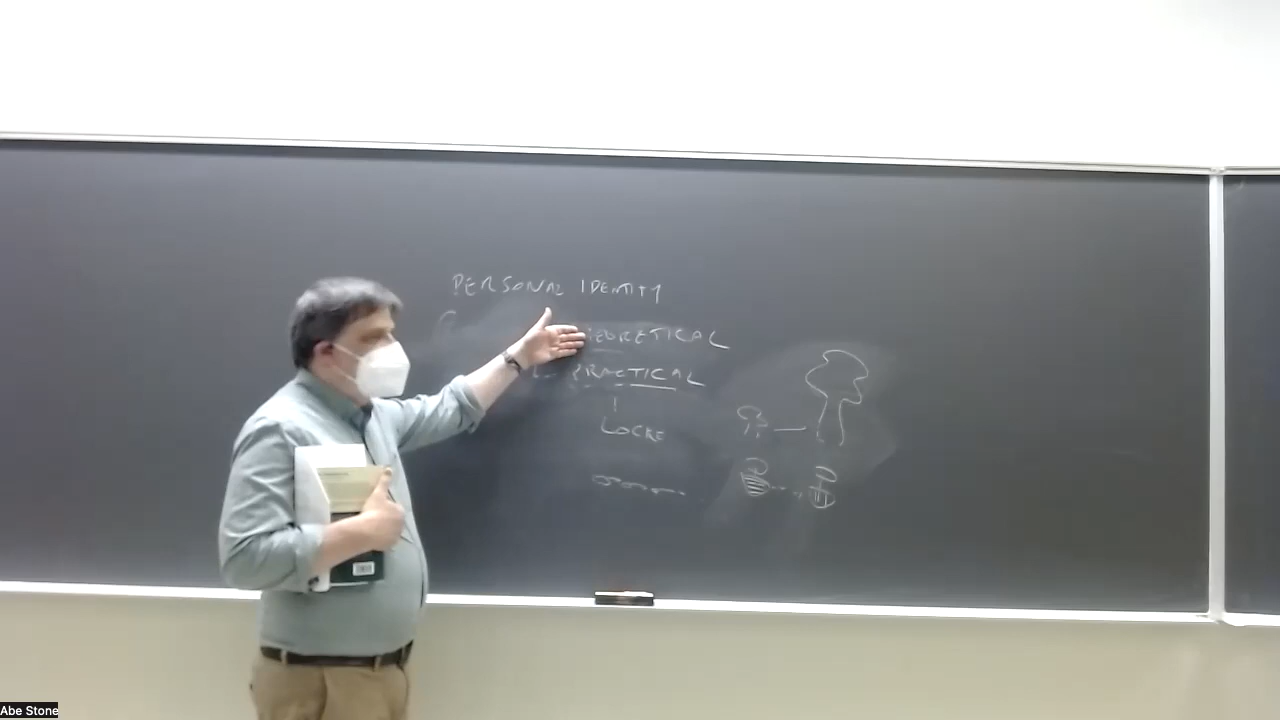 PERSONAL IDENTITY
THEORETICAL
PRACTICAL
LOCKE
Abe Stone